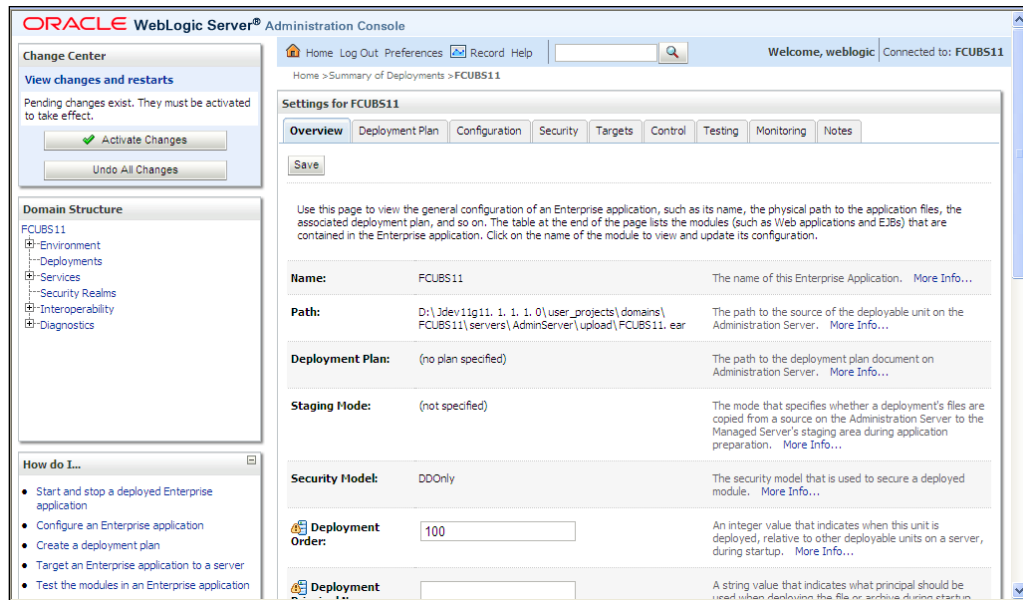 ORACLE WebLogic Server® Administration Console
Change Center
View changes and restarts
Pending changes exist. They must be activated
to take effect.
Activate Changes
Undo All Changes
Domain Structure
FCUBS11
Environment
Deployments
Services
Security Realms
Interoperability
Diagnostics
How do I...
Start and stop a deployed Enterprise
application
Configure an Enterprise application
Create a deployment plan
Target an Enterprise application to a server
Test the modules in an Enterprise application
Home Log Out Preferences Record Help
Welcome, weblogic Connected to: FCUBS11
Home >Summary of Deployments >FCUBS11
Settings for FCUBS11
Overview Deployment Plan Configuration Security Targets Control Testing Monitoring Notes
Save
Use this page to view the general configuration of an Enterprise application, such as its name, the physical path to the application files, the
associated deployment plan, and so on. The table at the end of the page lists the modules (such as Web applications and EJBs) that are
contained in the Enterprise application. Click on the name of the module to view and update its configuration.
Name: FCUBS11 The name of this Enterprise Application. More Info...
Path: D:\Jdev11g11. 1. 1. 1. 0\user_projects\domains\ The path to the source of the deployable unit on the
FCUBS11\servers\AdminServer\upload\FCUBS11. ear Administration Server. More Info...
Deployment Plan: (no plan specified) The path to the deployment plan document on
Administration Server. More Info...
Staging Mode: (not specified) The mode that specifies whether a deployment's files are
copied from a source on the Administration Server to the
Managed Server's staging area during application
preparation. More Info...
Security Model: DDOnly The security model that is used to secure a deployed
module. More Info...
Deployment An integer value that indicates when this unit is
Order: 100 deployed, relative to other deployable units on a server,
during startup. More Info...
Deployment A string value that indicates what principal should be
used when deploying the file or archive during startup